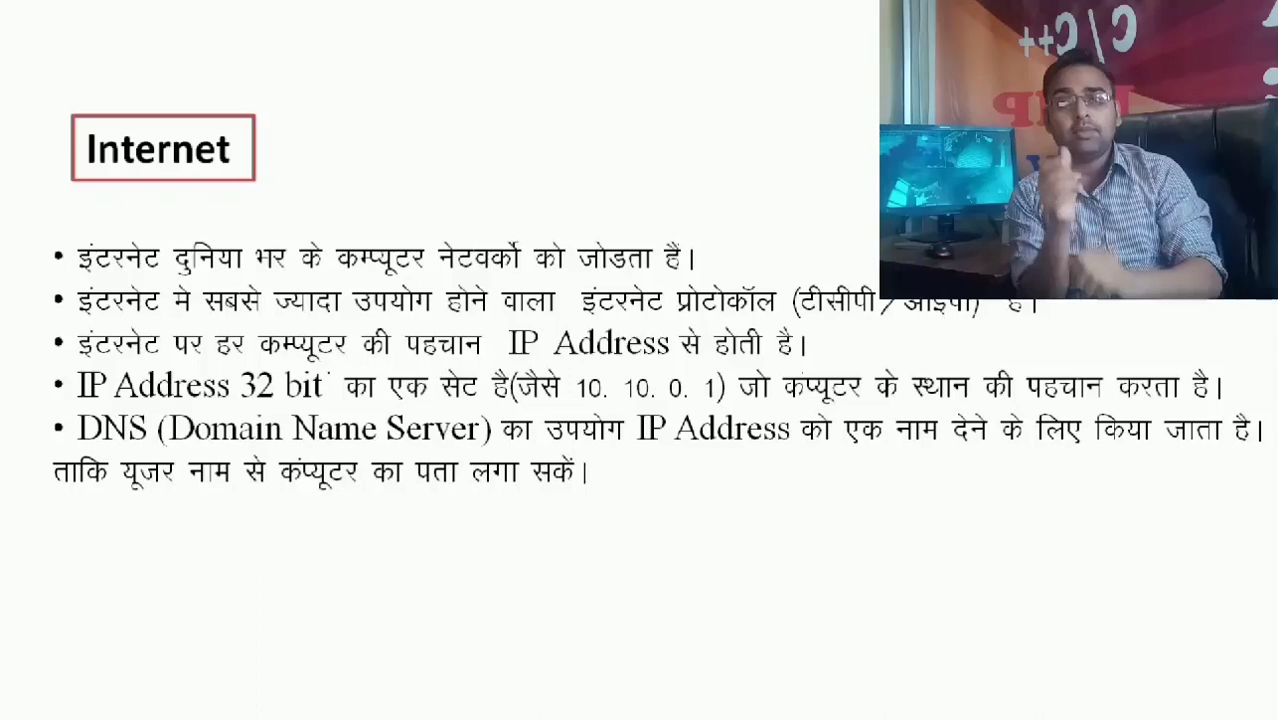 C/C++
Internet
• इंटरनेट दुनिया भर के कम्प्यूटर नेटवर्को को जोडता हैं।
• इंटरनेट मे सबसे ज्यादा उपयोग होने वाला इंटरनेट प्रोटोकॉल (टीसीपी/आईपी) है।
• इंटरनेट पर हर कम्प्यूटर की पहचान IP Address से होती है।
• IP Address 32 bit का एक सेट है(जैसे 10. 10. 0. 1) जो कंप्यूटर के स्थान की पहचान करता है।
• DNS (Domain Name Server) का उपयोग IP Address को एक नाम देने के लिए किया जाता है।
ताकि यूजर नाम से कंप्यूटर का पता लगा सकें।